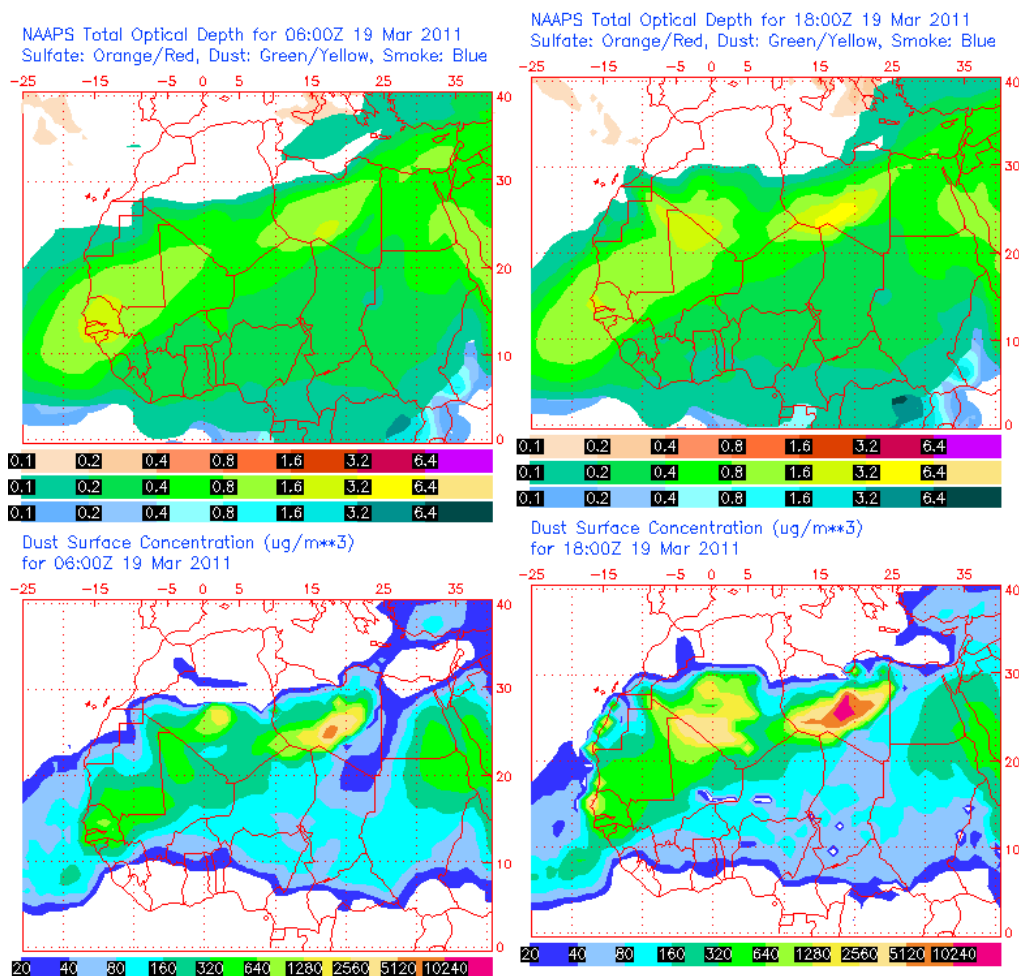 NAAPS Total Optical Depth for 06:00Z 19 Mar 2011
Sulfate: Orange/Red, Dust: Green/Yellow, Smoke: Blue
-25 -15 -5 0 5 15 25 35
40
30
20
10
0
0.1 0.2 0.4 0.8 1.6 3.2 6.4
0.1 0.2 0.4 0.8 1.6 3.2 6.4
0.1 0.2 0.4 0.8 1.6 3.2 6.4
NAAPS Total Optical Depth for 18:00Z 19 Mar 2011
Sulfate: Orange/Red, Dust: Green/Yellow, Smoke: Blue
-25 -15 -5 0 5 15 25 35
40
30
20
10
0
0.1 0.2 0.4 0.8 1.6 3.2 6.4
0.1 0.2 0.4 0.8 1.6 3.2 6.4
0.1 0.2 0.4 0.8 1.6 3.2 6.4
Dust Surface Concentration (ug/m**3)
for 06:00Z 19 Mar 2011
-25 -15 -5 0 5 15 25 35
40
30
20
10
0
20 40 80 160 320 640 1280 2560 5120 10240
Dust Surface Concentration (ug/m**3)
for 18:00Z 19 Mar 2011
-25 -15 -5 0 5 15 25 35
40
30
20
10
0
20 40 80 160 320 640 1280 2560 5120 10240